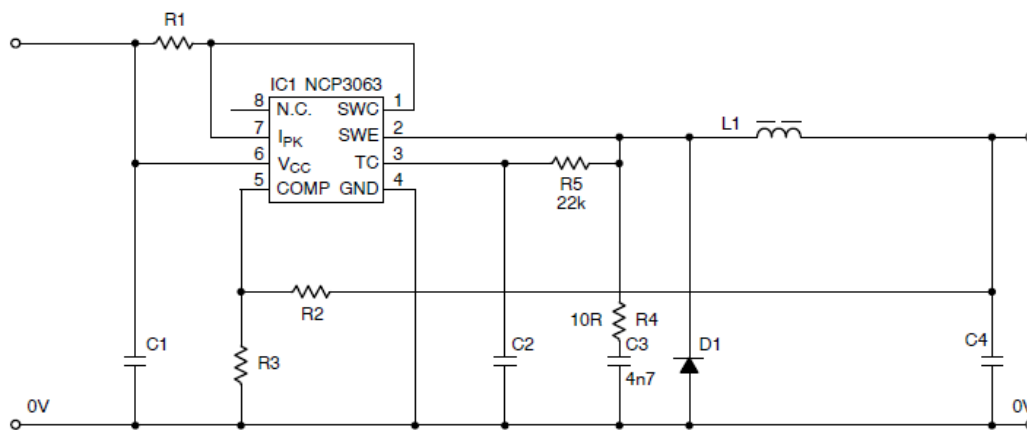 R1
IC1 NCP3063
8 N.C. SWC 1
7 IPK SWE 2
6 VCC TC 3
5 COMP GND 4
L1
R5
22k
R2
10R R4
C1
R3
C2
C3
4n7
D1
C4
0V
0V